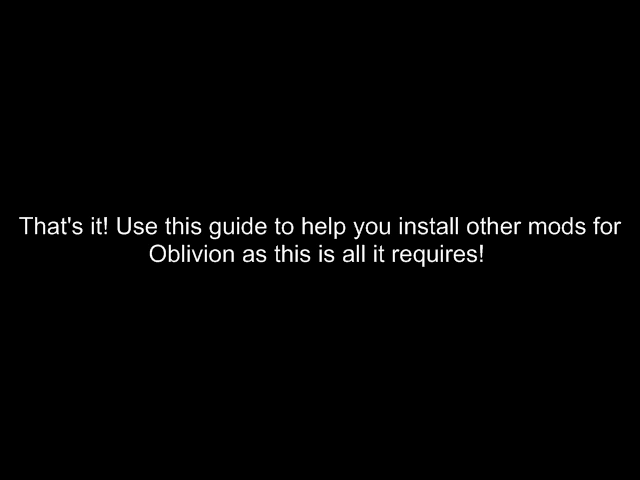 That's it! Use this guide to help you install other mods for
Oblivion as this is all it requires!